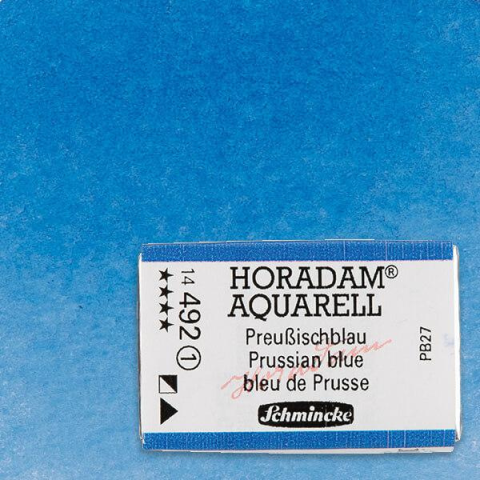 HORADAM®
AQUARELL
Preußischblau
Prussian blue
bleu de Prusse
Schmincke
14 492 1
★★★★
PB27